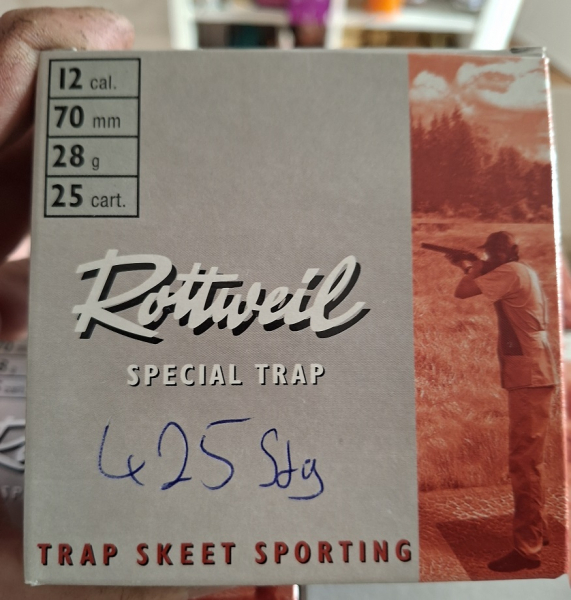 12 cal.
70 mm
28 g
25 cart.
Rottweil
SPECIAL TRAP
425 Stg
TRAP SKEET SPORTING